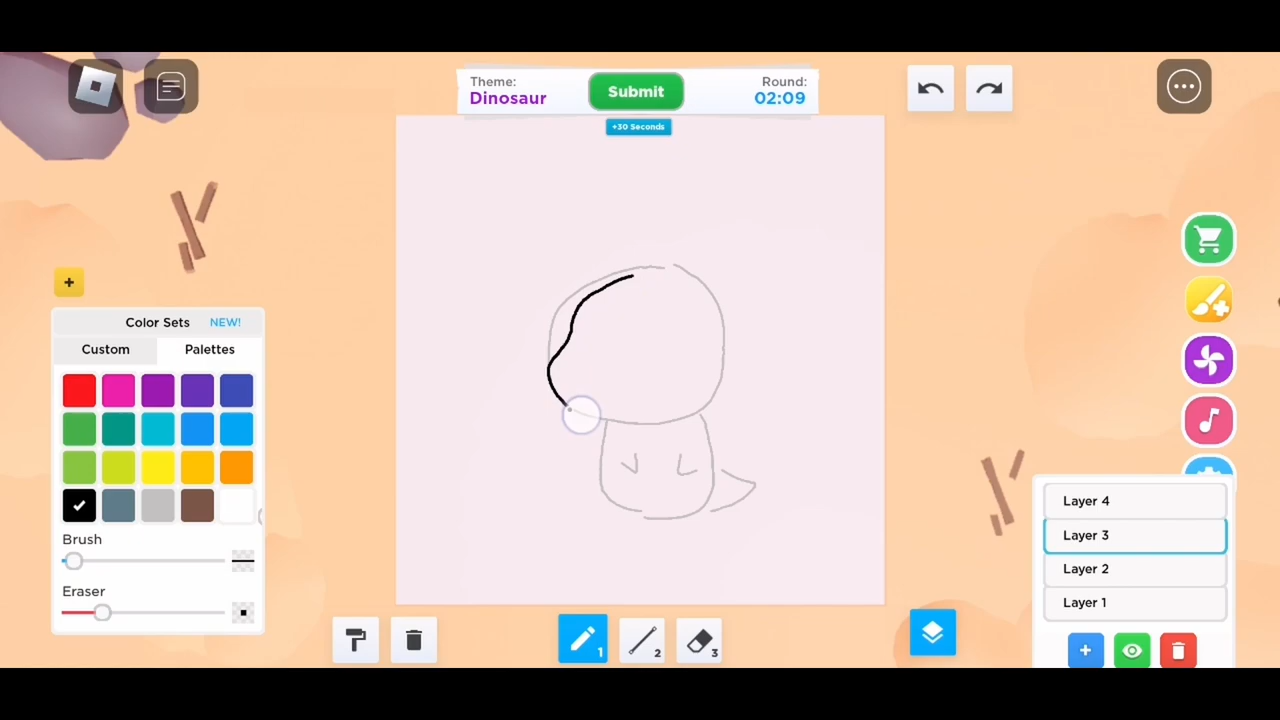 Theme:
Dinosaur
Submit
Round:
02:09
+30 Seconds
+
Color Sets NEW!
Custom Palettes
Brush
Eraser
Layer 4
Layer 3
Layer 2
Layer 1
1
2
3
+